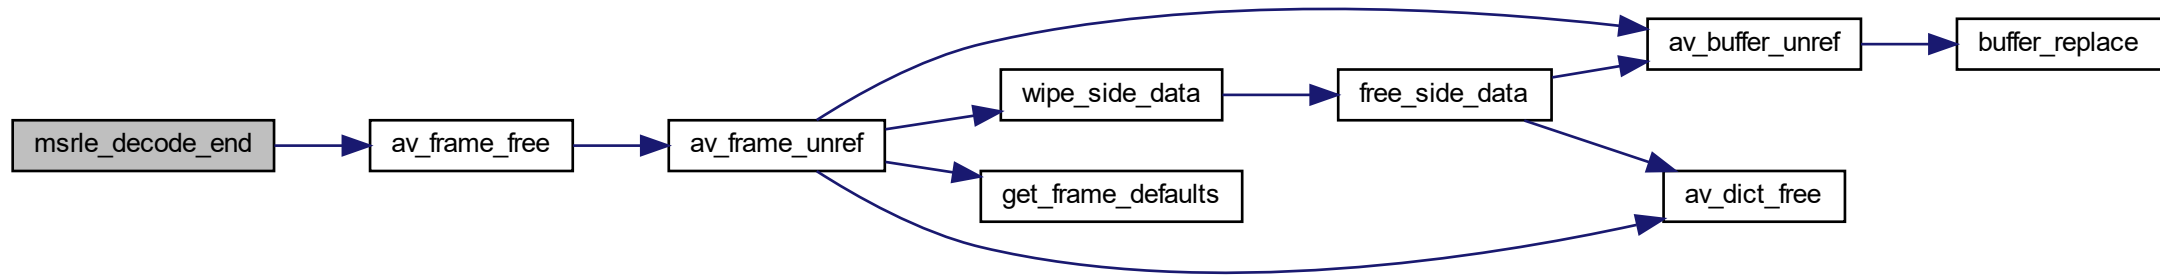 msrle_decode_end
av_frame_free
av_frame_unref
wipe_side_data
get_frame_defaults
free_side_data
av_buffer_unref
av_dict_free
buffer_replace